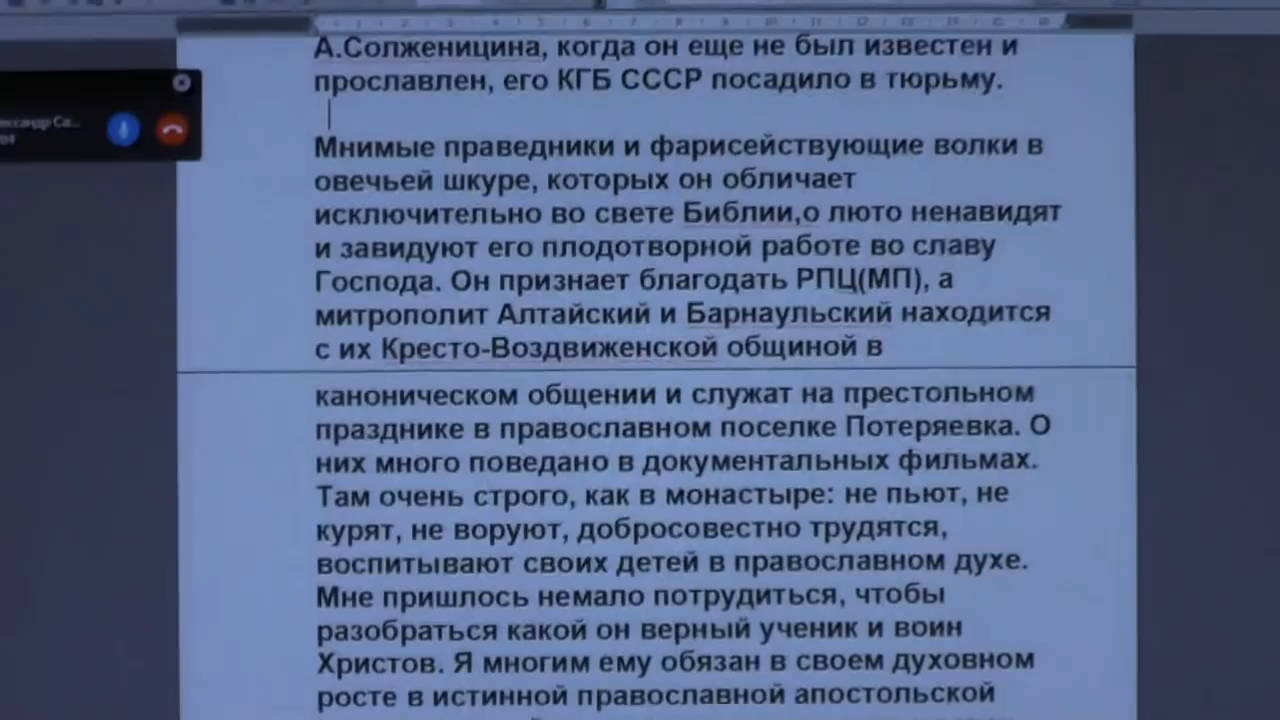 А.Солженицина, когда он еще не был известен и
прославлен, его КГБ СССР посадило в тюрьму.
Мнимые праведники и фарисействующие волки в
овечьей шкуре, которых он обличает
исключительно во свете Библии,о люто ненавидят
и завидуют его плодотворной работе во славу
Господа. Он признает благодать РПЦ(МП), а
митрополит Алтайский и Барнаульский находится
с их Кресто-Воздвиженской общиной в
каноническом общении и служат на престольном
празднике в православном поселке Потеряевка. О
них много поведано в документальных фильмах.
Там очень строго, как в монастыре: не пьют, не
курят, не воруют, добросовестно трудятся,
воспитывают своих детей в православном духе.
Мне пришлось немало потрудиться, чтобы
разобраться какой он верный ученик и воин
Христов. Я многим ему обязан в своем духовном
росте в истинной православной апостольской